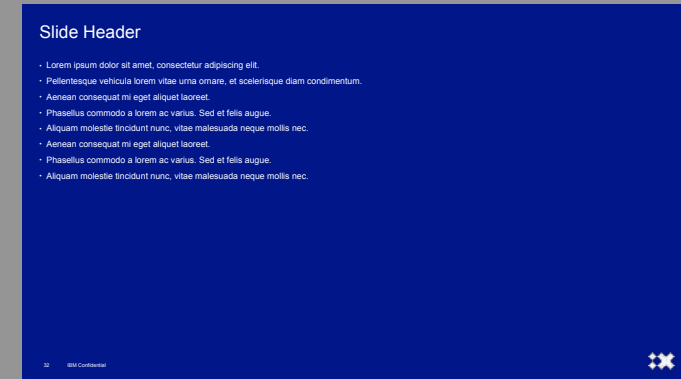 Slide Header
• Lorem ipsum dolor sit amet, consectetur adipiscing elit.
• Pellentesque vehicula lorem vitae urna ornare, et scelerisque diam condimentum.
• Aenean consequat mi eget aliquet laoreet.
• Phasellus commodo a lorem ac varius. Sed et felis augue.
• Aliquam molestie tincidunt nunc, vitae malesuada neque mollis nec.
• Aenean consequat mi eget aliquet laoreet.
• Phasellus commodo a lorem ac varius. Sed et felis augue.
• Aliquam molestie tincidunt nunc, vitae malesuada neque mollis nec.
32 IBM Confidential